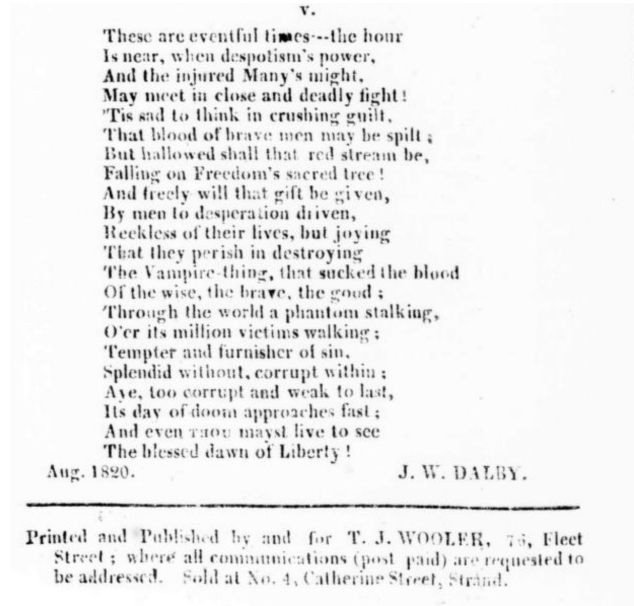 V.
These are eventful times---the hour
Is near, when despotism's power,
And the injured Many's might,
May meet in close and deadly fight!
'Tis sad to think in crushing guilt,
That blood of brave men may be spilt;
But hallowed shall that red stream be,
Falling on Freedom's sacred tree!
And freely will that gift be given,
By men to desperation driven,
Reckless of their lives, but joying
That they perish in destroying
The Vampire-thing, that sucked the blood
Of the wise, the brave, the good;
Through the world a phantom stalking,
O'er its million victims walking;
Tempter and furnisher of sin,
Splendid without, corrupt within;
Aye, too corrupt and weak to last,
Its day of doom approaches fast;
And even THOU mayst live to see
The blessed dawn of Liberty!
Aug. 1820. J. W. DALBY.
Printed and Published by and for T. J. WOOLER, 76, Fleet
Street; where all communications (post paid) are requested to
be addressed. Sold at No. 4, Catherine Street, Strand.